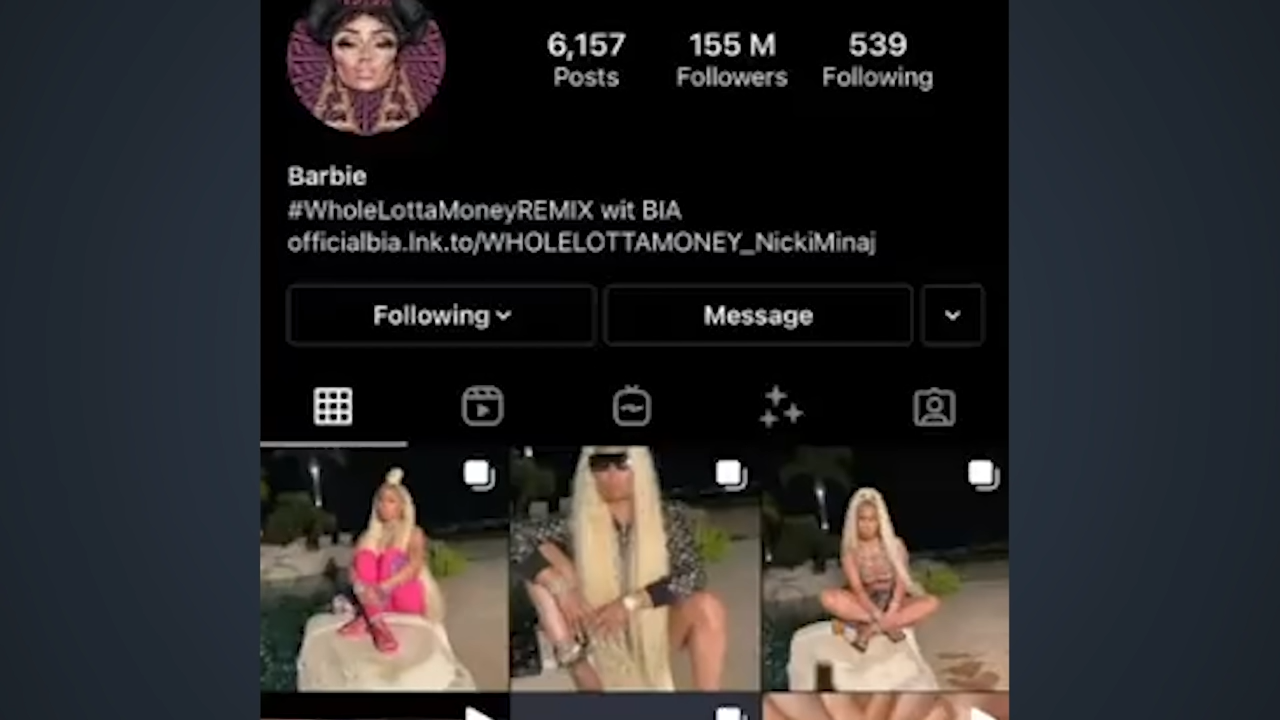 6,157 155 M 539
Posts Followers Following
Barbie
#WholeLottaMoneyREMIX wit BIA
officialbia.lnk.to/WHOLELOTTAMONEY_NickiMinaj
Following Message